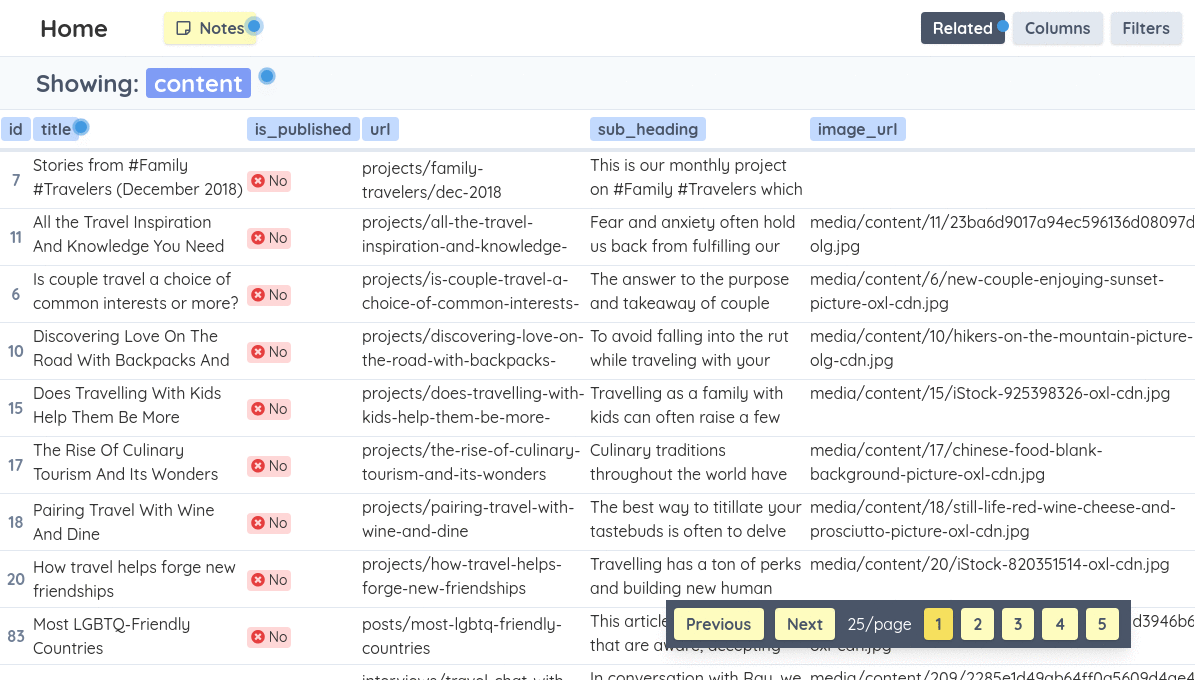 Home
Notes
Related
Columns
Filters
Showing: content
id title is_published url sub_heading image_url
7
Stories from #Family
#Travelers (December 2018)
No
projects/family-
travelers/dec-2018
This is our monthly project
on #Family #Travelers which
11
All the Travel Inspiration
And Knowledge You Need
No
projects/all-the-travel-
inspiration-and-knowledge-
Fear and anxiety often hold
us back from fulfilling our
media/content/11/23ba6d9017a94ec596136d08097d
olg.jpg
6
Is couple travel a choice of
common interests or more?
No
projects/is-couple-travel-a-
choice-of-common-interests-
The answer to the purpose
and takeaway of couple
media/content/6/new-couple-enjoying-sunset-
picture-oxl-cdn.jpg
10
Discovering Love On The
Road With Backpacks And
No
projects/discovering-love-on-
the-road-with-backpacks-
To avoid falling into the rut
while traveling with your
media/content/10/hikers-on-the-mountain-picture-
olg-cdn.jpg
15
Does Travelling With Kids
Help Them Be More
No
projects/does-travelling-with-
kids-help-them-be-more-
Travelling as a family with
kids can often raise a few
media/content/15/iStock-925398326-oxl-cdn.jpg
17
The Rise Of Culinary
Tourism And Its Wonders
No
projects/the-rise-of-culinary-
tourism-and-its-wonders
Culinary traditions
throughout the world have
media/content/17/chinese-food-blank-
background-picture-oxl-cdn.jpg
18
Pairing Travel With Wine
And Dine
No
projects/pairing-travel-with-
wine-and-dine
The best way to titillate your
tastebuds is often to delve
media/content/18/still-life-red-wine-cheese-and-
prosciutto-picture-oxl-cdn.jpg
20
How travel helps forge new
friendships
No
projects/how-travel-helps-
forge-new-friendships
Travelling has a ton of perks
and building new human
media/content/20/iStock-820351514-oxl-cdn.jpg
83
Most LGBTQ-Friendly
Countries
No
posts/most-lgbtq-friendly-
countries
This article
that are aware, accepting
d3946b6
oxl-cdn.jpg
interviews/travel-chat-with-
In conversation with Ray, we
Previous Next 25/page 1 2 3 4 5